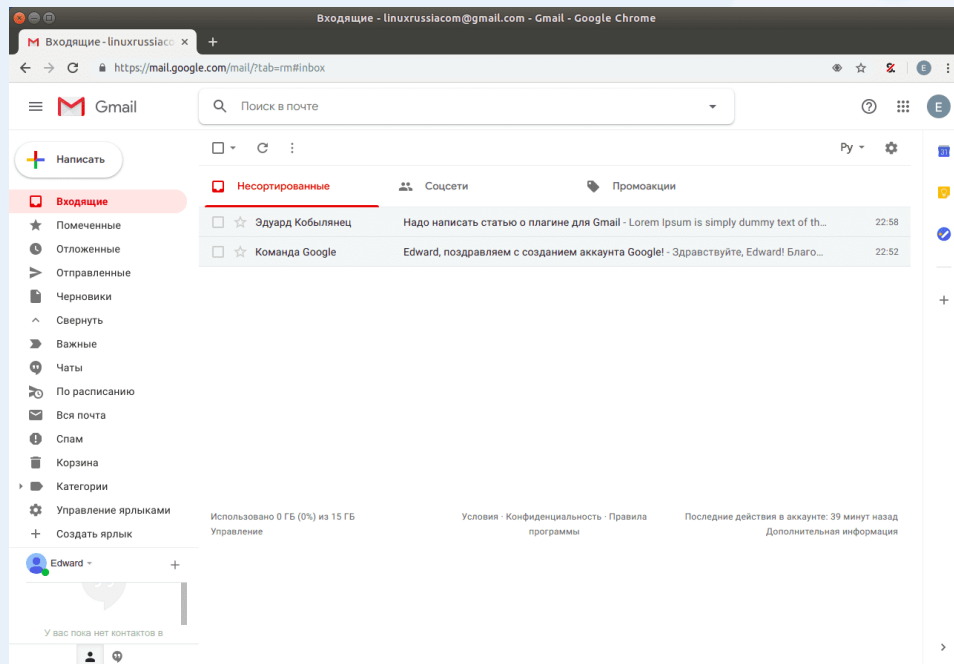 Входящие - linuxrussiacom@gmail.com - Gmail - Google Chrome
Входящие - linuxrussiaco
https://mail.google.com/mail/?tab=rm#inbox
E
Gmail
Поиск в почте
E
Написать
Ру
31
Входящие
Помеченные
Отложенные
Отправленные
Черновики
Свернуть
Важные
Чаты
По расписанию
Вся почта
Спам
Корзина
Категории
Управление ярлыками
Создать ярлык
Несортированные
Соцсети
Промоакции
Эдуард Кобылянец Надо написать статью о плагине для Gmail - Lorem Ipsum is simply dummy text of th... 22:58
Команда Google Edward, поздравляем с созданием аккаунта Google! - Здравствуйте, Edward! Благо... 22:52
Использовано 0 ГБ (0%) из 15 ГБ
Управление
Условия · Конфиденциальность · Правила
программы
Последние действия в аккаунте: 39 минут назад
Дополнительная информация
Edward
У вас пока нет контактов в